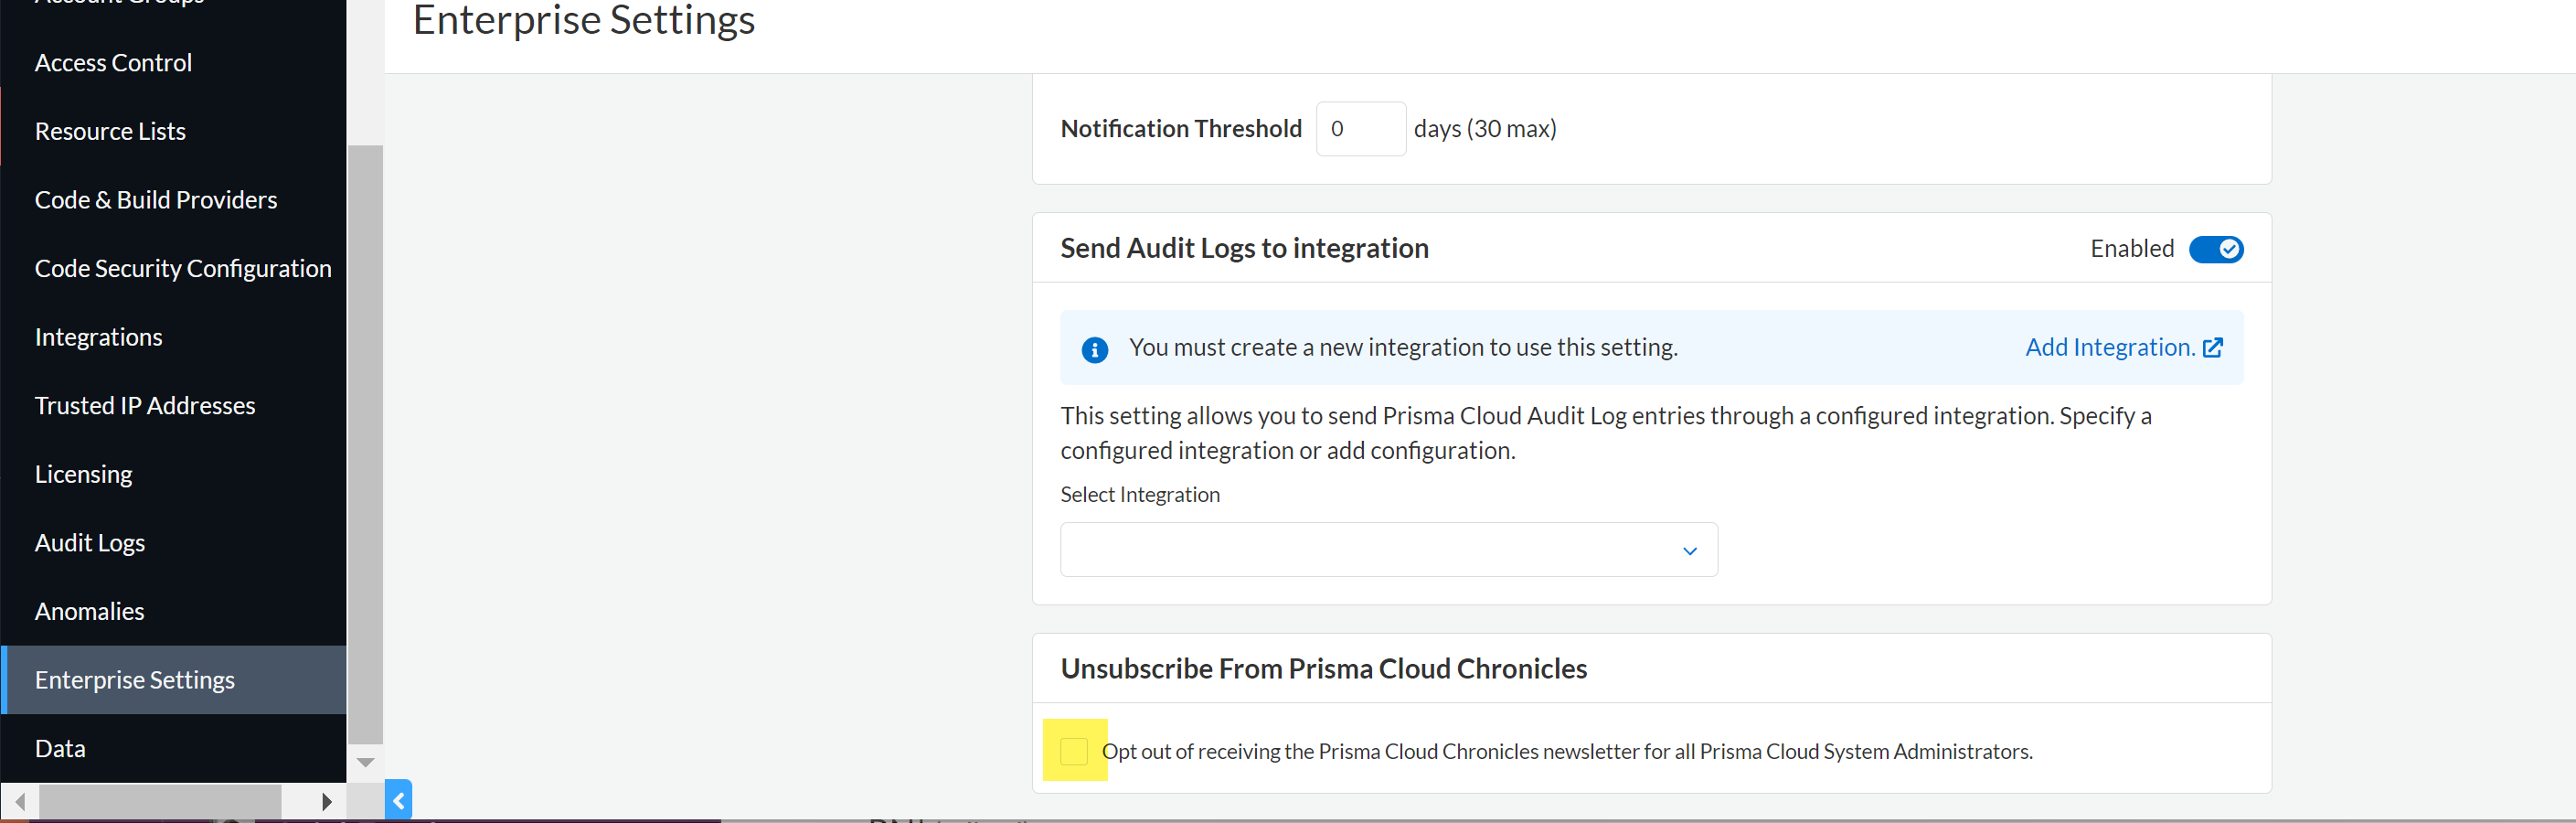 Account Groups
Access Control
Resource Lists
Code & Build Providers
Code Security Configuration
Integrations
Trusted IP Addresses
Licensing
Audit Logs
Anomalies
Enterprise Settings
Data
Enterprise Settings
Notification Threshold 0 days (30 max)
Send Audit Logs to integration Enabled
You must create a new integration to use this setting. Add Integration.
This setting allows you to send Prisma Cloud Audit Log entries through a configured integration. Specify a
configured integration or add configuration.
Select Integration
Unsubscribe From Prisma Cloud Chronicles
Opt out of receiving the Prisma Cloud Chronicles newsletter for all Prisma Cloud System Administrators.